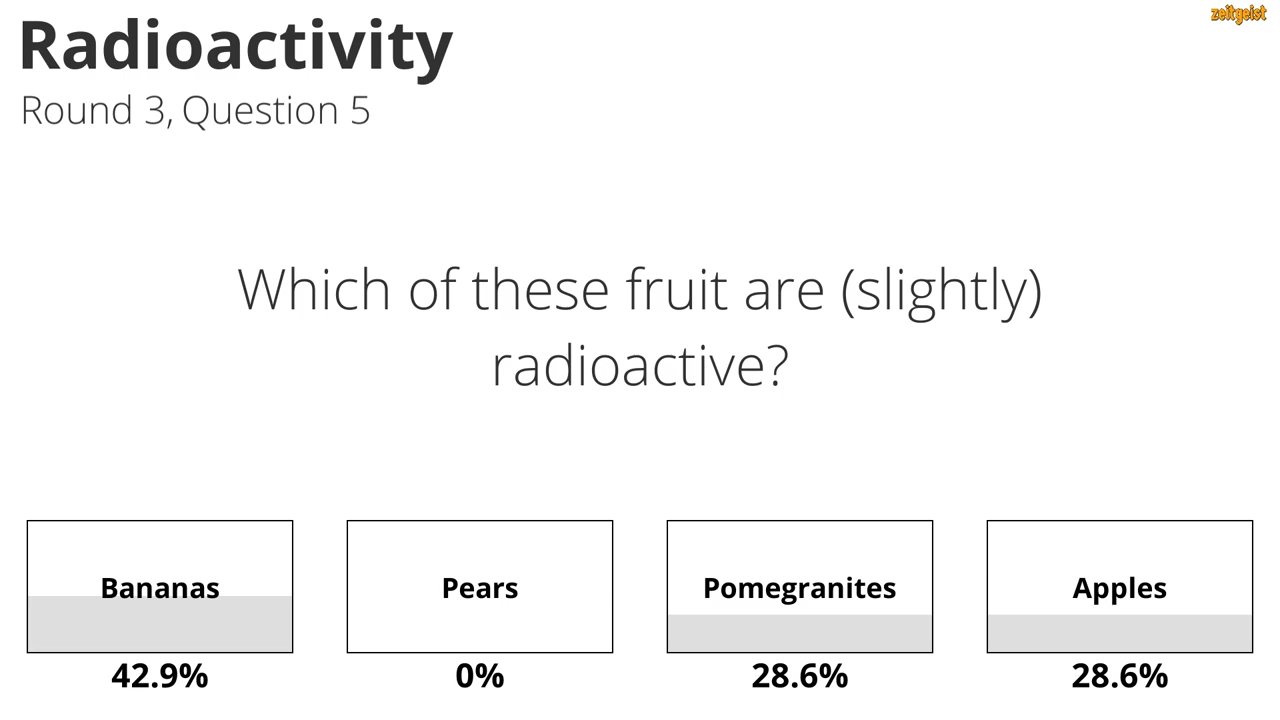 Radioactivity
zeitgeist
Round 3, Question 5
Which of these fruit are (slightly)
radioactive?
Bananas
Pears
Pomegranites
Apples
42.9%
0%
28.6%
28.6%